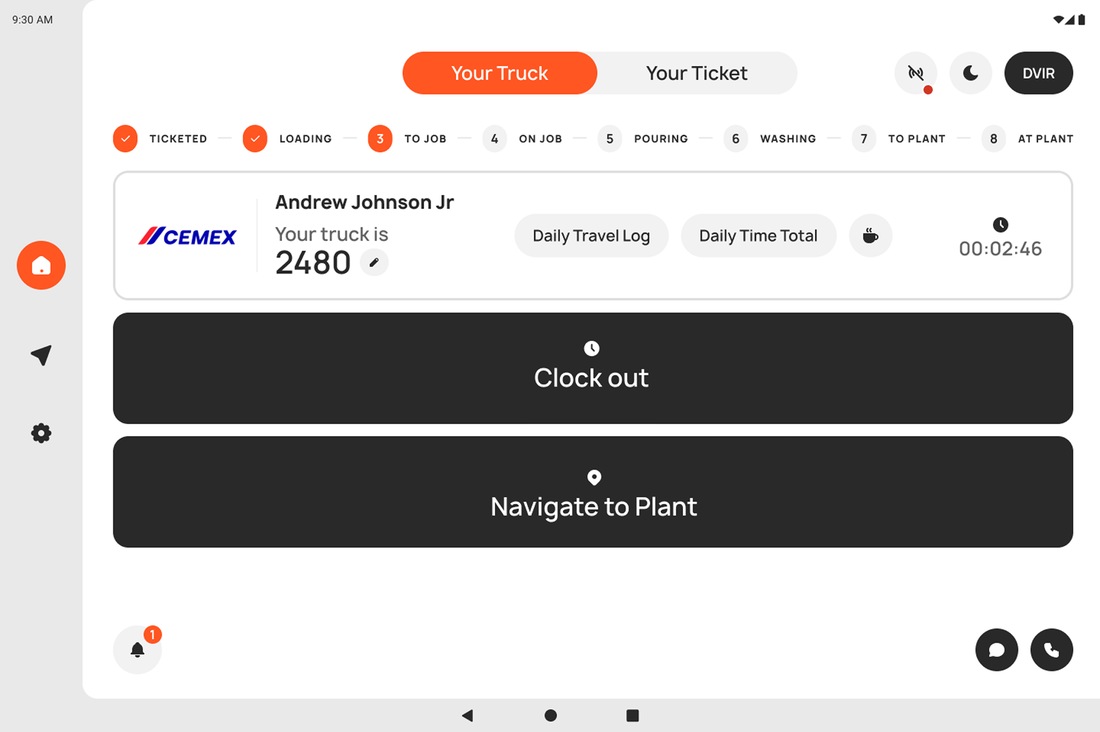 9:30 AM
Your Truck
Your Ticket
DVIR
TICKETED
LOADING
3 TO JOB
4 ON JOB
5 POURING
6 WASHING
7 TO PLANT
8 AT PLANT
CEMEX
Andrew Johnson Jr
Your truck is
2480
Daily Travel Log
Daily Time Total
00:02:46
Clock out
Navigate to Plant
1